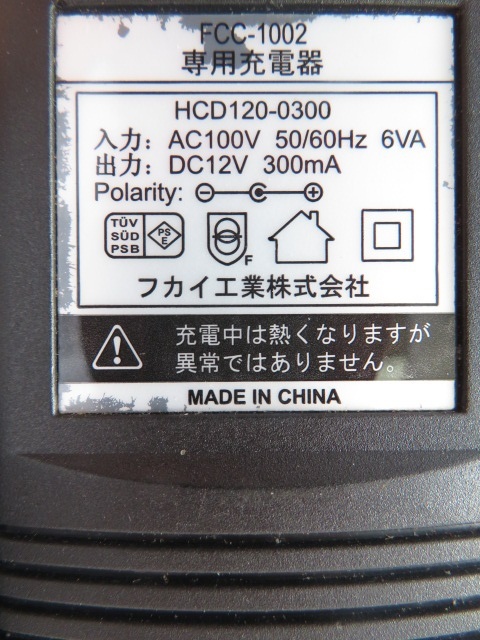 FCC-1002
専用充電器
HCD120-0300
入力: AC100V 50/60Hz 6VA
出力: DC12V 300mA
Polarity: ⊖ ⊕
TÜV
SÜD
PSB
PS
E
F
フカイ工業株式会社
充電中は熱くなりますが
異常ではありません。
MADE IN CHINA